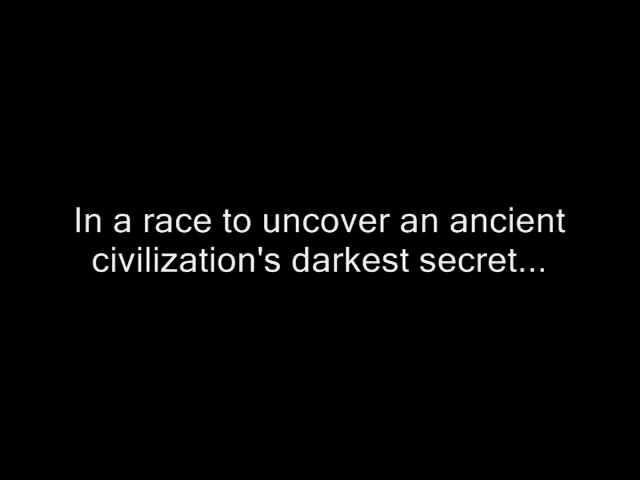 In a race to uncover an ancient
civilization's darkest secret...